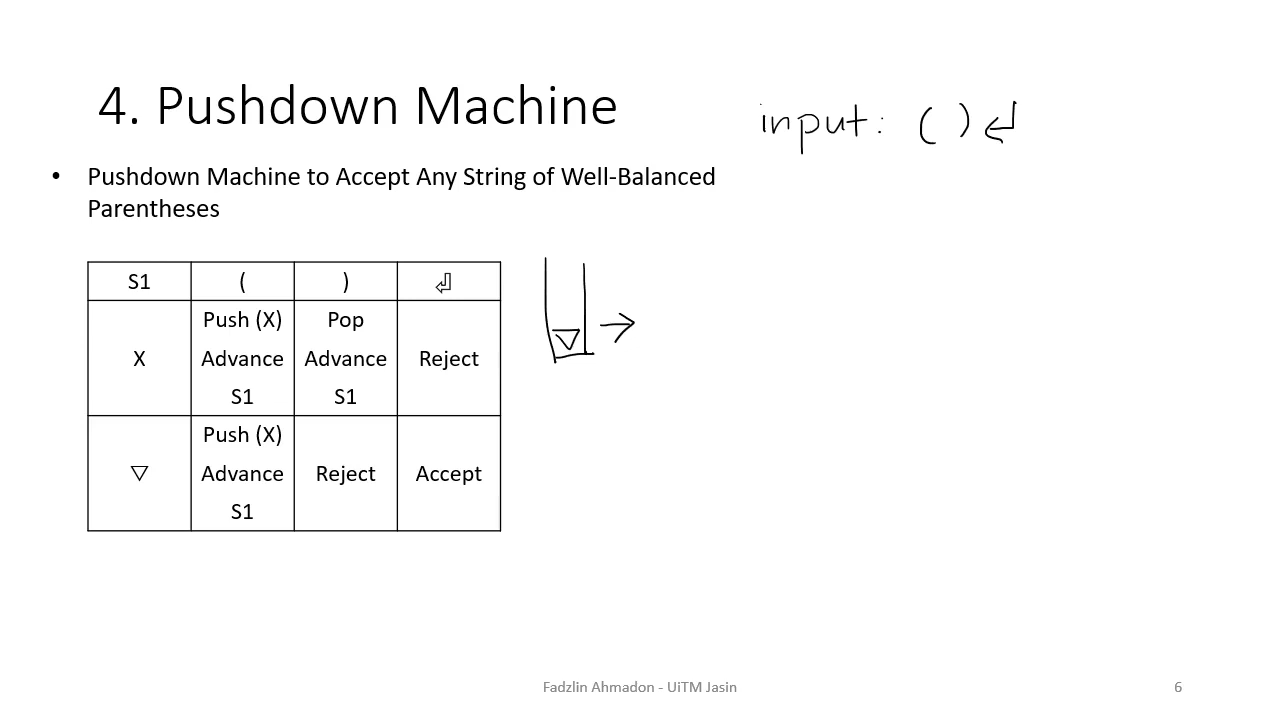 4. Pushdown Machine
input: ( ) ↵
• Pushdown Machine to Accept Any String of Well-Balanced
Parentheses
S1 ( ) ⏎
X Push (X) Advance S1 Pop Advance S1 Reject
▽ Push (X) Advance S1 Reject Accept
▽ →
Fadzlin Ahmadon - UiTM Jasin
6